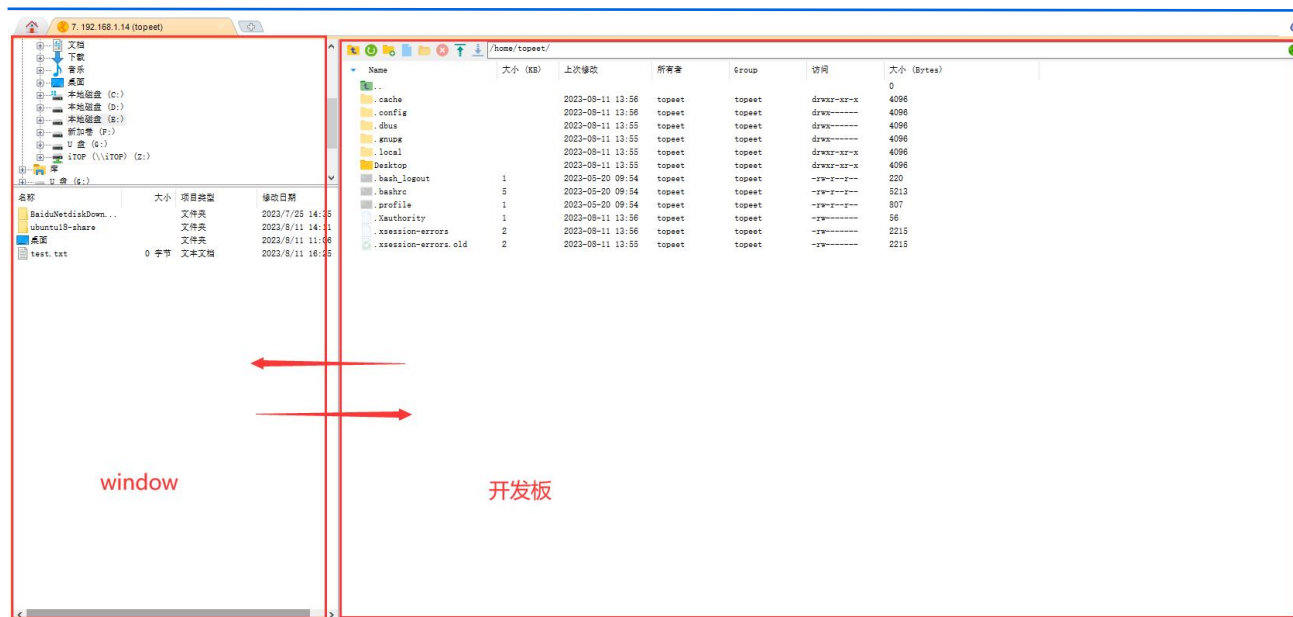 7. 192.168.1.14 (topeet)
文档
下载
音乐
桌面
本地磁盘 (C:)
本地磁盘 (D:)
本地磁盘 (E:)
新加卷 (F:)
U 盘 (G:)
iTOP (\\iTOP) (Z:)
库
U 盘 (G:)
名称 大小 项目类型 修改日期
BaiduNetdiskDown... 文件夹 2023/7/25 14:35
ubuntu18-share 文件夹 2023/8/11 14:11
桌面 文件夹 2023/8/11 11:06
test.txt 0 字节 文本文档 2023/8/11 16:25
window
/home/topeet/
Name 大小 (KB) 上次修改 所有者 Group 访问 大小 (Bytes)
.. 0
.cache 2023-08-11 13:56 topeet topeet drwxr-xr-x 4096
.config 2023-08-11 13:56 topeet topeet drwx------ 4096
.dbus 2023-08-11 13:55 topeet topeet drwx------ 4096
.gnupg 2023-08-11 13:55 topeet topeet drwx------ 4096
.local 2023-08-11 13:55 topeet topeet drwxr-xr-x 4096
Desktop 2023-08-11 13:55 topeet topeet drwxr-xr-x 4096
.bash_logout 1 2023-05-20 09:54 topeet topeet -rw-r--r-- 220
.bashrc 5 2023-05-20 09:54 topeet topeet -rw-r--r-- 5213
.profile 1 2023-05-20 09:54 topeet topeet -rw-r--r-- 807
.Xauthority 1 2023-08-11 13:56 topeet topeet -rw------- 56
.xsession-errors 2 2023-08-11 13:56 topeet topeet -rw------- 2215
.xsession-errors.old 2 2023-08-11 13:55 topeet topeet -rw------- 2215
开发板